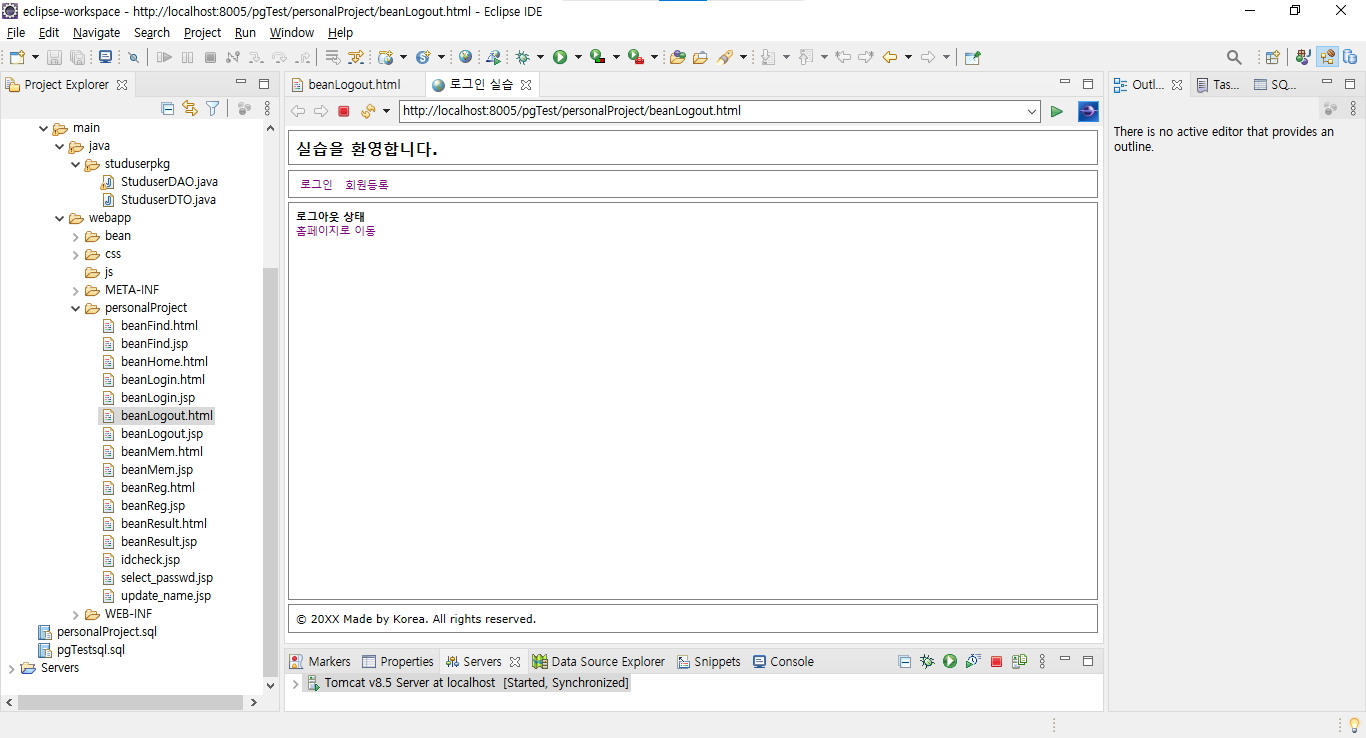 eclipse-workspace - http://localhost:8005/pgTest/personalProject/beanLogout.html - Eclipse IDE
File Edit Navigate Search Project Run Window Help
Project Explorer
main
java
studuserpkg
StuduserDAO.java
StuduserDTO.java
webapp
bean
css
js
META-INF
personalProject
beanFind.html
beanFind.jsp
beanHome.html
beanLogin.html
beanLogin.jsp
beanLogout.html
beanLogout.jsp
beanMem.html
beanMem.jsp
beanReg.html
beanReg.jsp
beanResult.html
beanResult.jsp
idcheck.jsp
select_passwd.jsp
update_name.jsp
WEB-INF
personalProject.sql
pgTestsql.sql
Servers
beanLogout.html 로그인 실습
http://localhost:8005/pgTest/personalProject/beanLogout.html
실습을 환영합니다.
로그인 회원등록
로그아웃 상태
홈페이지로 이동
© 20XX Made by Korea. All rights reserved.
Markers Properties Servers Data Source Explorer Snippets Console
Tomcat v8.5 Server at localhost [Started, Synchronized]
Outl... Tas... SQ...
There is no active editor that provides an
outline.